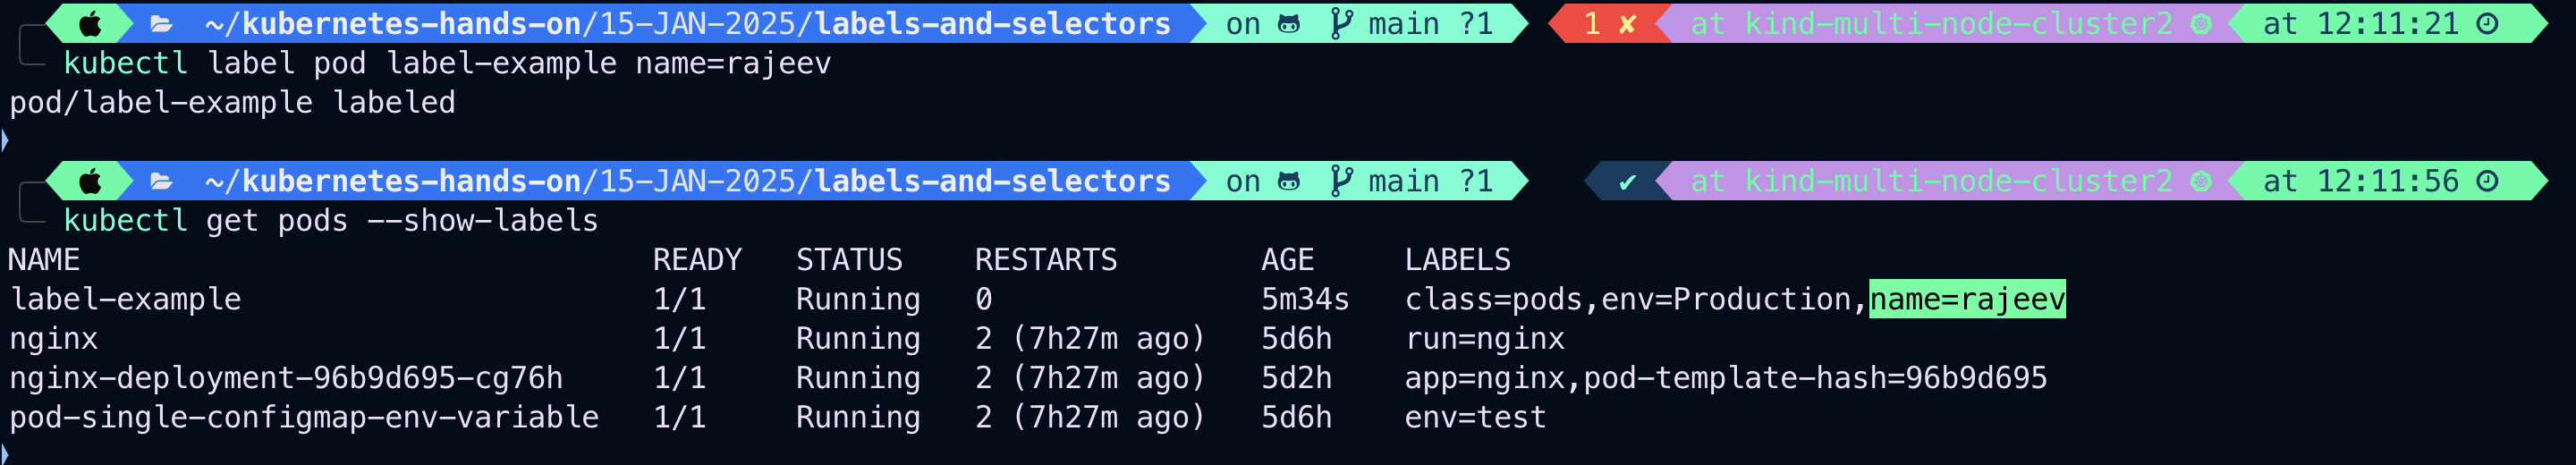 ~/kubernetes-hands-on/15-JAN-2025/labels-and-selectors on main ?1 1 ✘ at kind-multi-node-cluster2 at 12:11:21
kubectl label pod label-example name=rajeev
pod/label-example labeled
~/kubernetes-hands-on/15-JAN-2025/labels-and-selectors on main ?1 ✔ at kind-multi-node-cluster2 at 12:11:56
kubectl get pods --show-labels
NAME READY STATUS RESTARTS AGE LABELS
label-example 1/1 Running 0 5m34s class=pods,env=Production,name=rajeev
nginx 1/1 Running 2 (7h27m ago) 5d6h run=nginx
nginx-deployment-96b9d695-cg76h 1/1 Running 2 (7h27m ago) 5d2h app=nginx,pod-template-hash=96b9d695
pod-single-configmap-env-variable 1/1 Running 2 (7h27m ago) 5d6h env=test